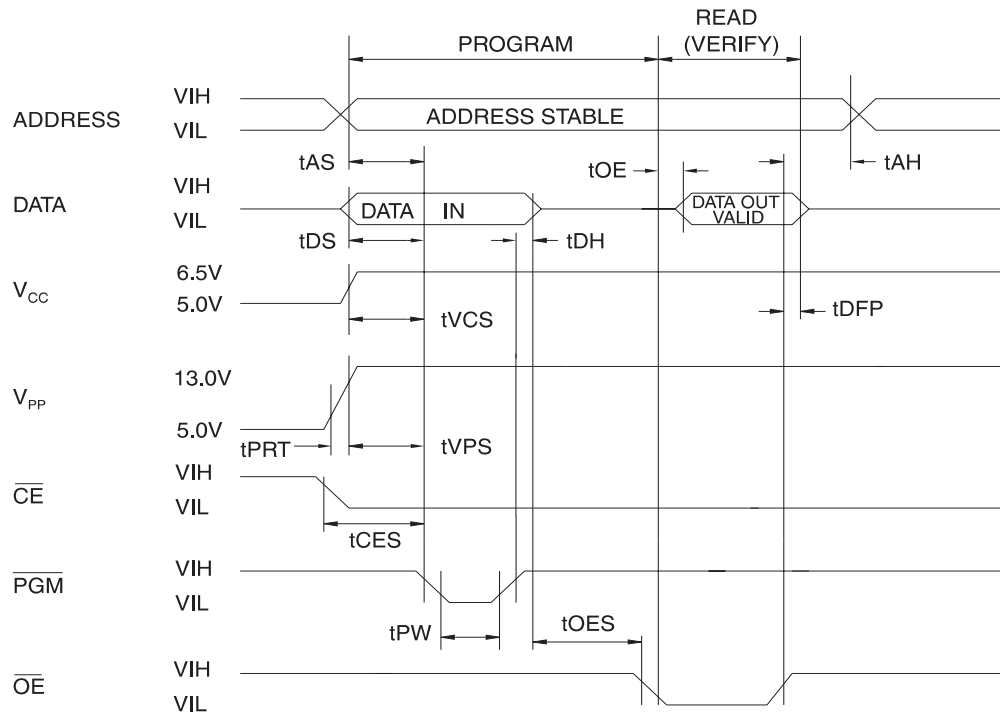 READ
PROGRAM (VERIFY)
ADDRESS VIH
VIL ADDRESS STABLE
tAS tOE tAH
DATA VIH
VIL DATA IN DATA OUT
VALID
tDS tDH
VCC 6.5V
5.0V tVCS tDFP
VPP 13.0V
5.0V
tPRT tVPS
CE VIH
VIL
tCES
PGM VIH
VIL
tPW tOES
OE VIH
VIL